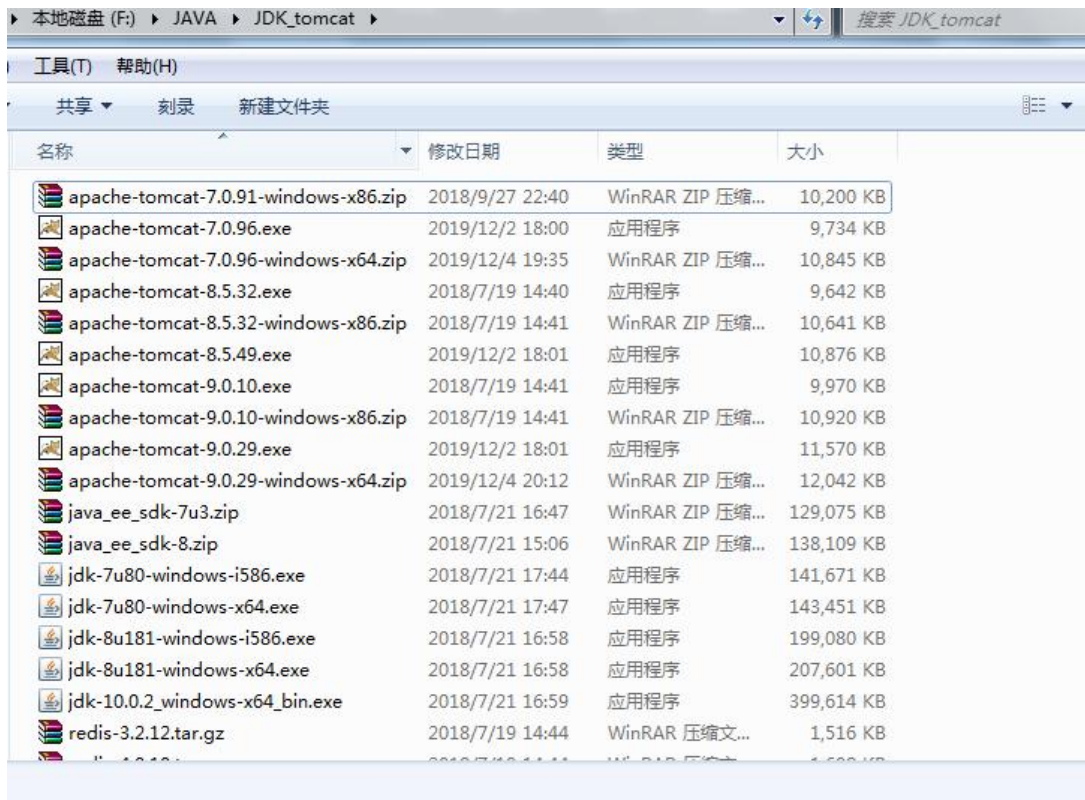 本地磁盘 (F:) JAVA JDK_tomcat 搜索 JDK_tomcat
工具(T) 帮助(H)
共享 刻录 新建文件夹
名称 修改日期 类型 大小
apache-tomcat-7.0.91-windows-x86.zip 2018/9/27 22:40 WinRAR ZIP 压缩... 10,200 KB
apache-tomcat-7.0.96.exe 2019/12/2 18:00 应用程序 9,734 KB
apache-tomcat-7.0.96-windows-x64.zip 2019/12/4 19:35 WinRAR ZIP 压缩... 10,845 KB
apache-tomcat-8.5.32.exe 2018/7/19 14:40 应用程序 9,642 KB
apache-tomcat-8.5.32-windows-x86.zip 2018/7/19 14:41 WinRAR ZIP 压缩... 10,641 KB
apache-tomcat-8.5.49.exe 2019/12/2 18:01 应用程序 10,876 KB
apache-tomcat-9.0.10.exe 2018/7/19 14:41 应用程序 9,970 KB
apache-tomcat-9.0.10-windows-x86.zip 2018/7/19 14:41 WinRAR ZIP 压缩... 10,920 KB
apache-tomcat-9.0.29.exe 2019/12/2 18:01 应用程序 11,570 KB
apache-tomcat-9.0.29-windows-x64.zip 2019/12/4 20:12 WinRAR ZIP 压缩... 12,042 KB
java_ee_sdk-7u3.zip 2018/7/21 16:47 WinRAR ZIP 压缩... 129,075 KB
java_ee_sdk-8.zip 2018/7/21 15:06 WinRAR ZIP 压缩... 138,109 KB
jdk-7u80-windows-i586.exe 2018/7/21 17:44 应用程序 141,671 KB
jdk-7u80-windows-x64.exe 2018/7/21 17:47 应用程序 143,451 KB
jdk-8u181-windows-i586.exe 2018/7/21 16:58 应用程序 199,080 KB
jdk-8u181-windows-x64.exe 2018/7/21 16:58 应用程序 207,601 KB
jdk-10.0.2_windows-x64_bin.exe 2018/7/21 16:59 应用程序 399,614 KB
redis-3.2.12.tar.gz 2018/7/19 14:44 WinRAR 压缩文... 1,516 KB